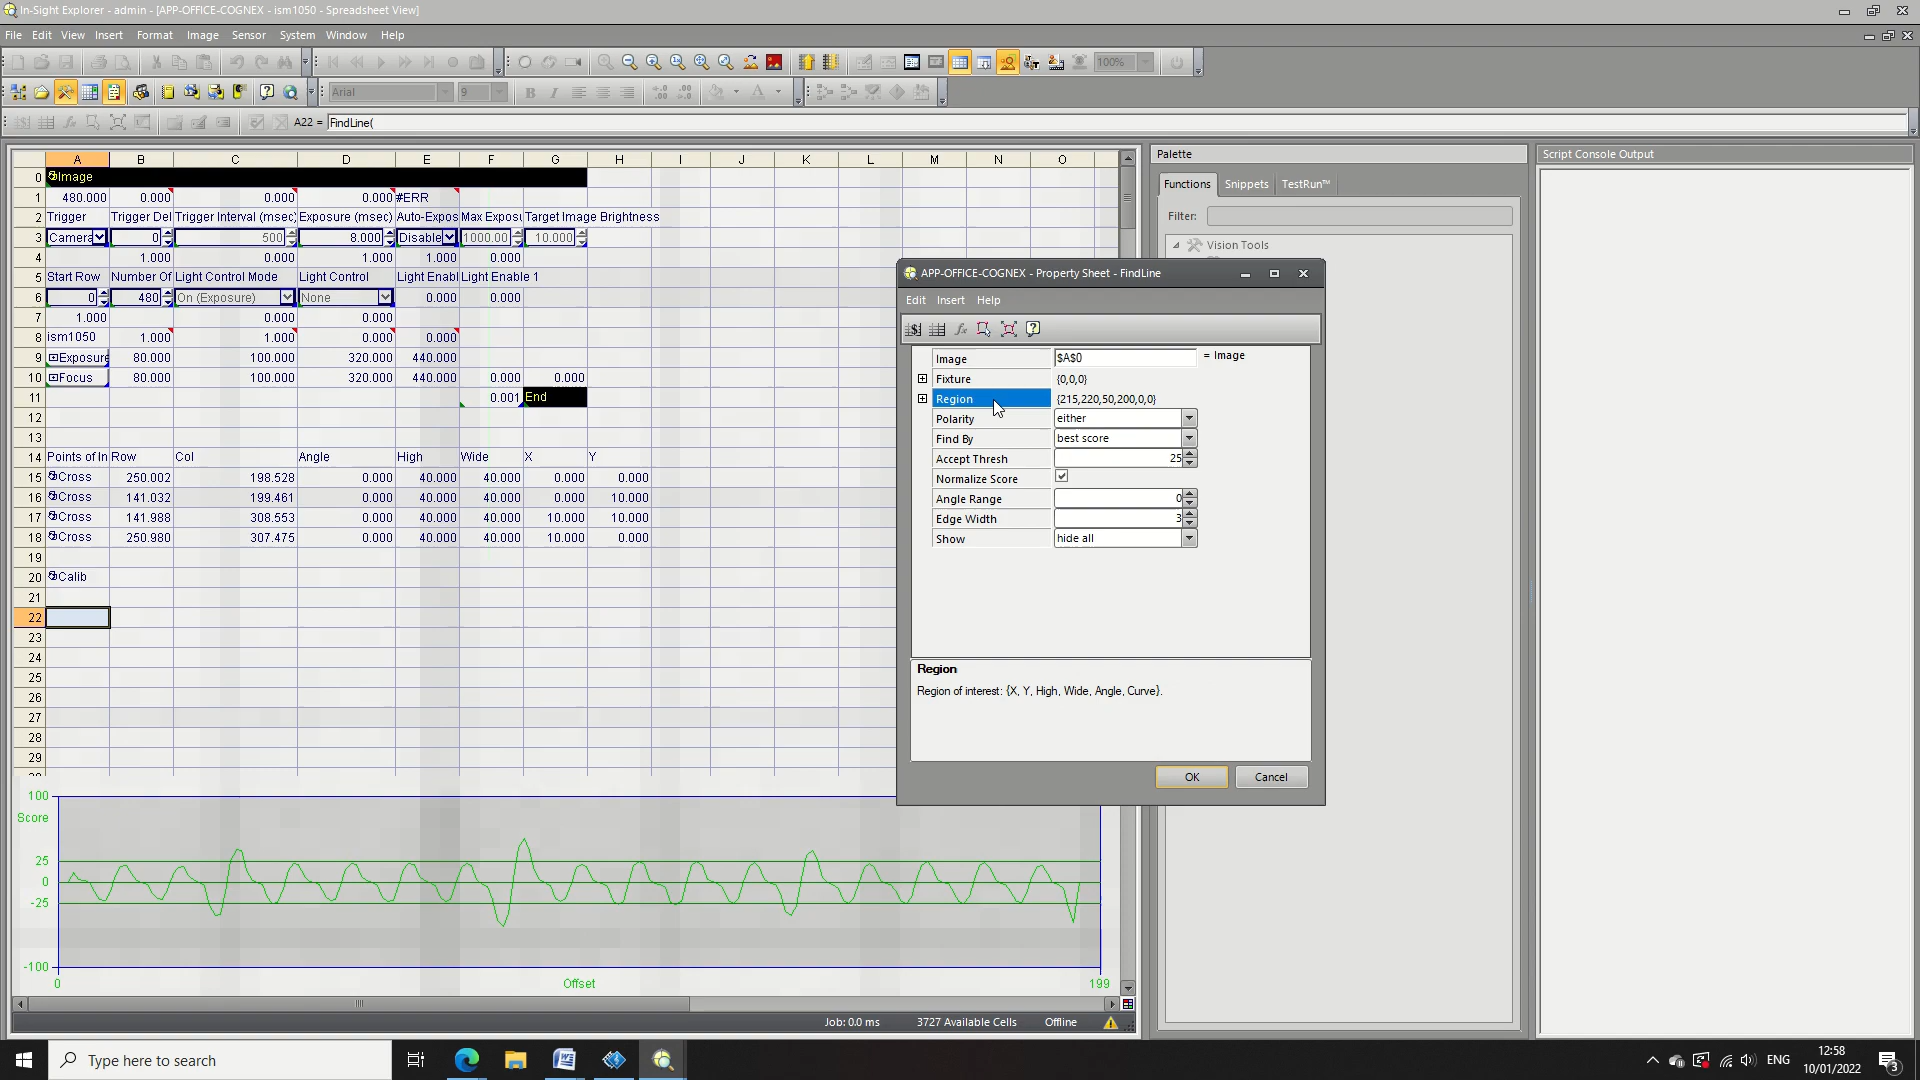 In-Sight Explorer - admin - [APP-OFFICE-COGNEX - ism1050 - Spreadsheet View]
File Edit View Insert Format Image Sensor System Window Help
100%
Arial 9
A22 = FindLine(
A B C D E F G H I J K L M N O
0 Image
1 480.000 0.000 0.000 0.000 #ERR
2 Trigger Trigger Del Trigger Interval (msec) Exposure (msec) Auto-Expos Max Exposu Target Image Brightness
3 Camera 0 500 8.000 Disable 1000.00 10.000
4 1.000 0.000 1.000 1.000 0.000
5 Start Row Number Of Light Control Mode Light Control Light Enabl Light Enable 1
6 0 480 On (Exposure) None 0.000 0.000
7 1.000 0.000 0.000
8 ism1050 1.000 1.000 0.000 0.000
9 Exposure 80.000 100.000 320.000 440.000
10 Focus 80.000 100.000 320.000 440.000 0.000 0.000
11 0.001 End
12
13
14 Points of In Row Col Angle High Wide X Y
15 Cross 250.002 198.528 0.000 40.000 40.000 0.000 0.000
16 Cross 141.032 199.461 0.000 40.000 40.000 0.000 10.000
17 Cross 141.988 308.553 0.000 40.000 40.000 10.000 10.000
18 Cross 250.980 307.475 0.000 40.000 40.000 10.000 0.000
19
20 Calib
21
22
23
24
25
26
27
28
29
100
Score
25
0
-25
-100
0 Offset 199
Job: 0.0 ms 3727 Available Cells Offline
APP-OFFICE-COGNEX - Property Sheet - FindLine
Edit Insert Help
Image $A$0 = Image
Fixture {0,0,0}
Region {215,220,50,200,0,0}
Polarity either
Find By best score
Accept Thresh 25
Normalize Score
Angle Range 0
Edge Width 3
Show hide all
Region
Region of interest: {X, Y, High, Wide, Angle, Curve}.
OK Cancel
Palette
Functions Snippets TestRun™
Filter:
Vision Tools
Script Console Output
Type here to search
ENG
12:58
10/01/2022
3